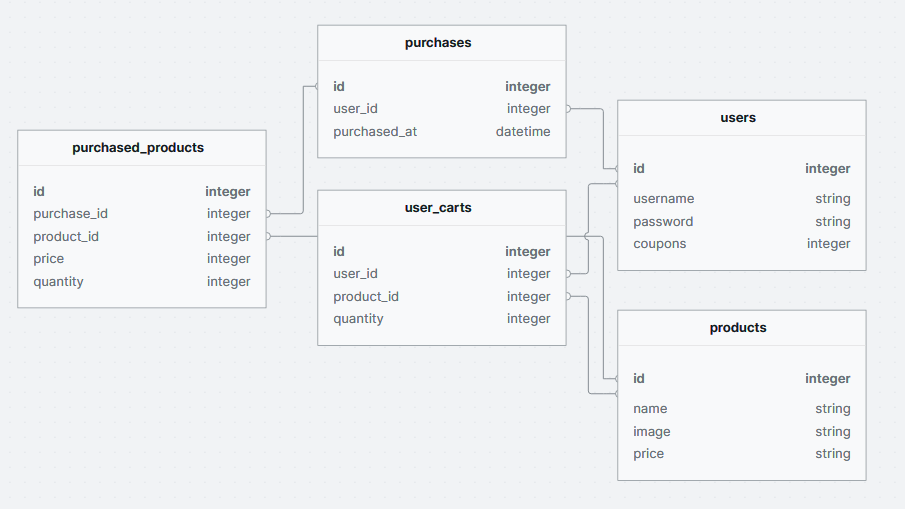 purchases
id integer
user_id integer
purchased_at datetime
users
id integer
username string
password string
coupons integer
purchased_products
id integer
purchase_id integer
product_id integer
price integer
quantity integer
user_carts
id integer
user_id integer
product_id integer
quantity integer
products
id integer
name string
image string
price string